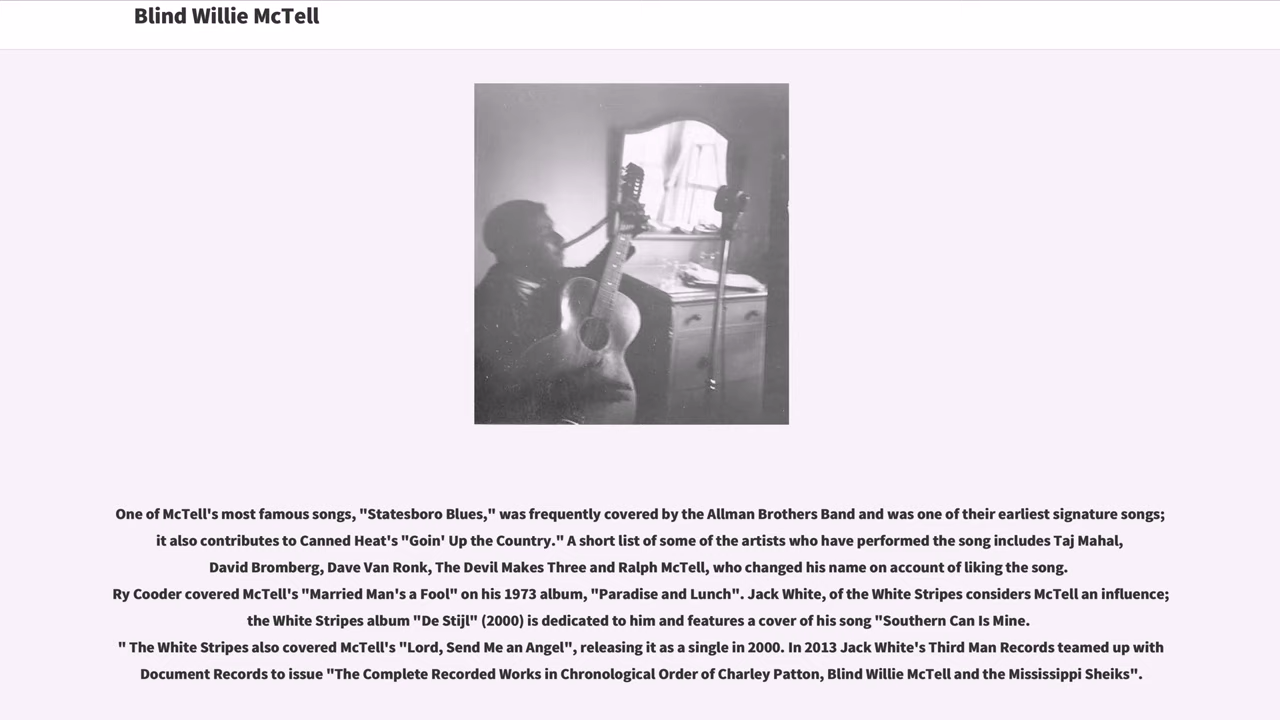 Blind Willie McTell
One of McTell's most famous songs, "Statesboro Blues," was frequently covered by the Allman Brothers Band and was one of their earliest signature songs;
it also contributes to Canned Heat's "Goin' Up the Country." A short list of some of the artists who have performed the song includes Taj Mahal,
David Bromberg, Dave Van Ronk, The Devil Makes Three and Ralph McTell, who changed his name on account of liking the song.
Ry Cooder covered McTell's "Married Man's a Fool" on his 1973 album, "Paradise and Lunch". Jack White, of the White Stripes considers McTell an influence;
the White Stripes album "De Stijl" (2000) is dedicated to him and features a cover of his song "Southern Can Is Mine.
" The White Stripes also covered McTell's "Lord, Send Me an Angel", releasing it as a single in 2000. In 2013 Jack White's Third Man Records teamed up with
Document Records to issue "The Complete Recorded Works in Chronological Order of Charley Patton, Blind Willie McTell and the Mississippi Sheiks".